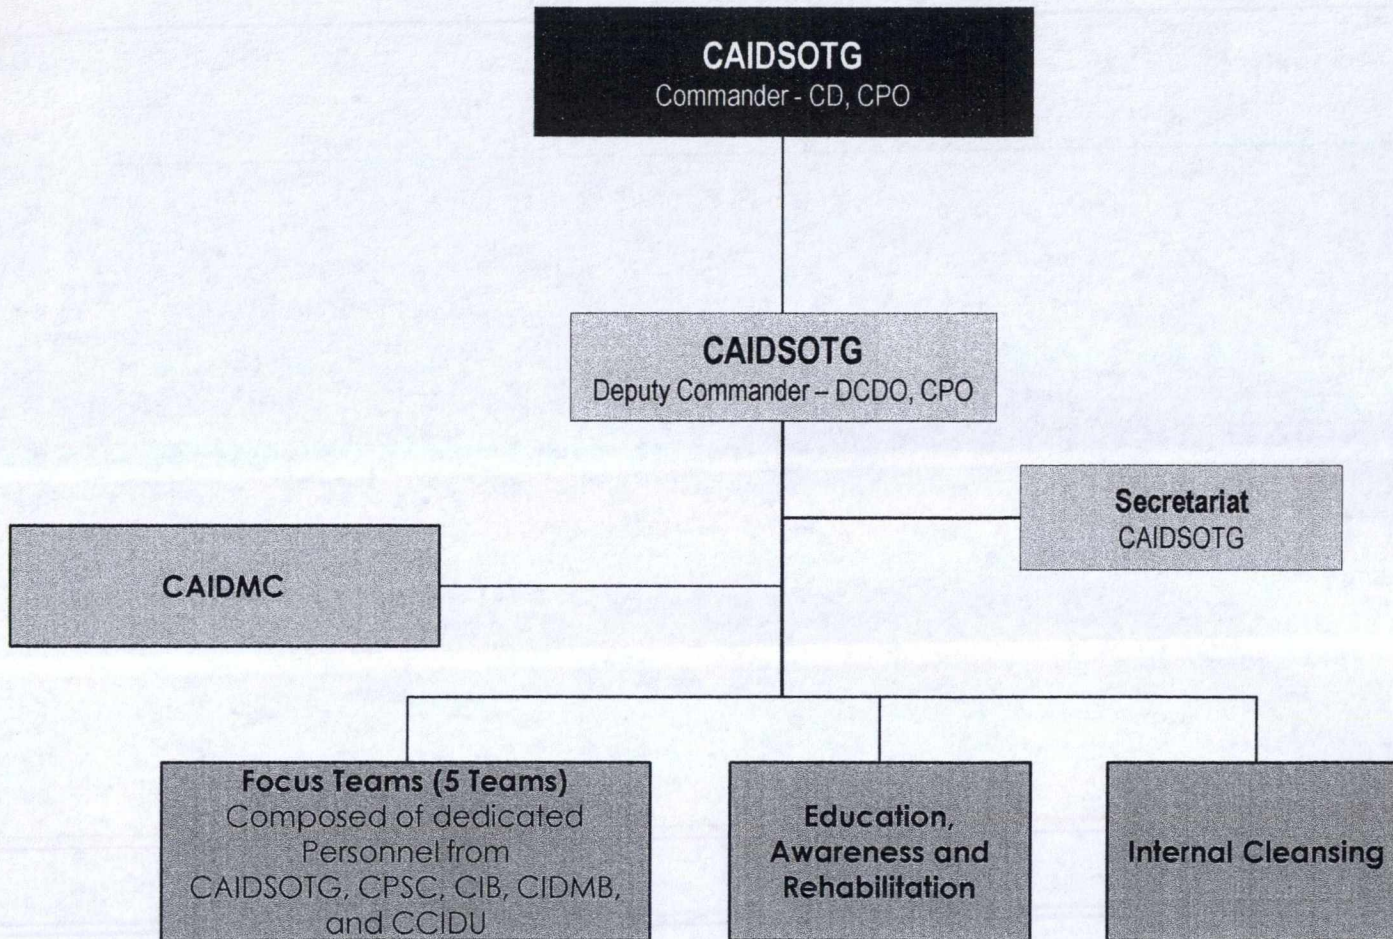 CAIDSOTG
Commander - CD, CPO
CAIDSOTG
Deputy Commander – DCDO, CPO
Secretariat
CAIDSOTG
CAIDMC
Focus Teams (5 Teams)
Composed of dedicated
Personnel from
CAIDSOTG, CPSC, CIB, CIDMB,
and CCIDU
Education,
Awareness and
Rehabilitation
Internal Cleansing